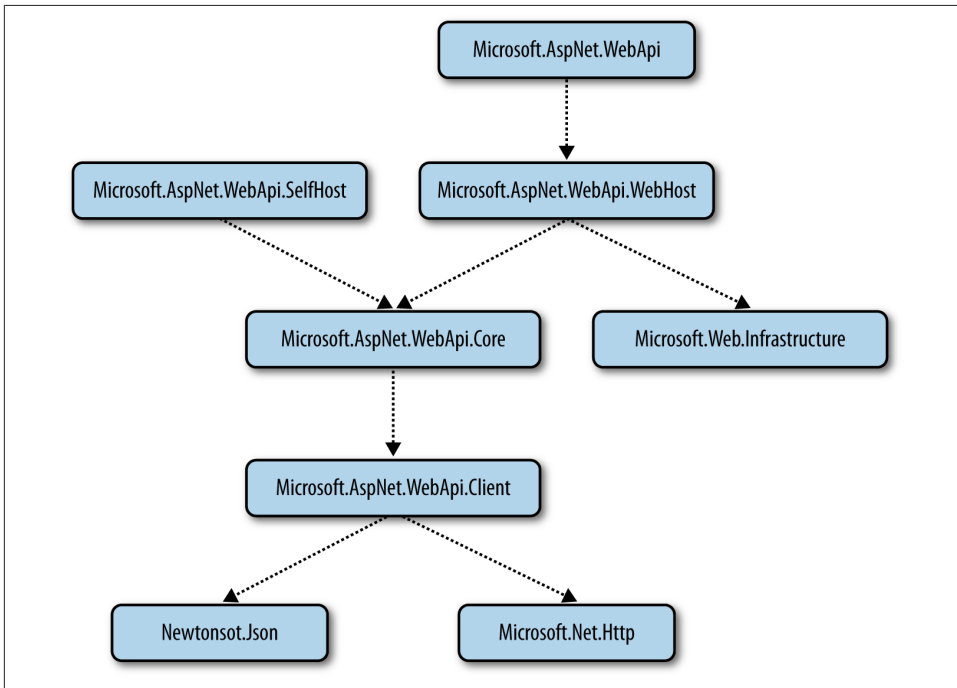 Microsoft.AspNet.WebApi
Microsoft.AspNet.WebApi.SelfHost
Microsoft.AspNet.WebApi.WebHost
Microsoft.AspNet.WebApi.Core
Microsoft.Web.Infrastructure
Microsoft.AspNet.WebApi.Client
Newtonsot.Json
Microsoft.Net.Http